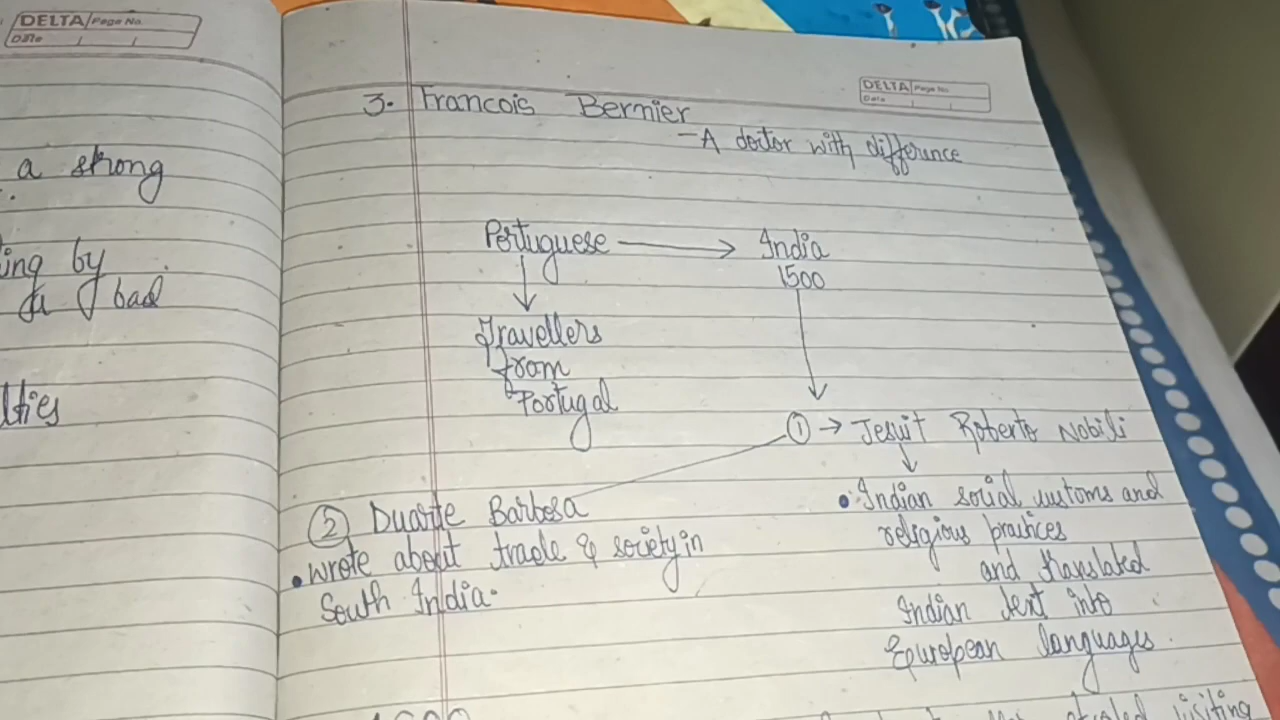 DELTA Page No.
Date / /
a strong
ing by
a bad
lties
DELTA Page No.
Date
3. Francois Bernier
- A doctor with difference
Portuguese → India
1500
Travellers
from
Portugal
① → Jesuit Roberto Nobili
• Indian social customs and
religious practices
and translated
Indian text into
European languages.
② Duarte Barbosa
• wrote about trade & society in
South India.
visiting